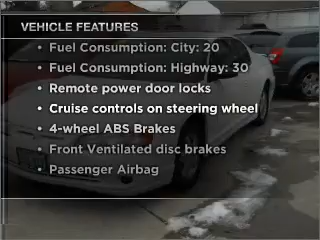 VEHICLE FEATURES
• Fuel Consumption: City: 20
• Fuel Consumption: Highway: 30
• Remote power door locks
• Cruise controls on steering wheel
• 4-wheel ABS Brakes
• Front Ventilated disc brakes
• Passenger Airbag